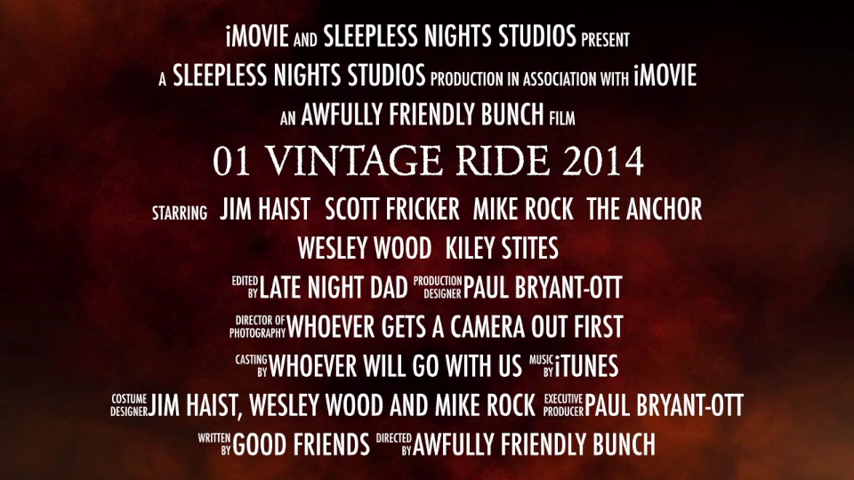 iMOVIE AND SLEEPLESS NIGHTS STUDIOS PRESENT
A SLEEPLESS NIGHTS STUDIOS PRODUCTION IN ASSOCIATION WITH iMOVIE
AN AWFULLY FRIENDLY BUNCH FILM
01 VINTAGE RIDE 2014
STARRING JIM HAIST SCOTT FRICKER MIKE ROCK THE ANCHOR
WESLEY WOOD KILEY STITES
EDITED BY LATE NIGHT DAD PRODUCTION DESIGNER PAUL BRYANT-OTT
DIRECTOR OF PHOTOGRAPHY WHOEVER GETS A CAMERA OUT FIRST
CASTING BY WHOEVER WILL GO WITH US MUSIC BY iTUNES
COSTUME DESIGNER JIM HAIST, WESLEY WOOD AND MIKE ROCK EXECUTIVE PRODUCER PAUL BRYANT-OTT
WRITTEN BY GOOD FRIENDS DIRECTED BY AWFULLY FRIENDLY BUNCH